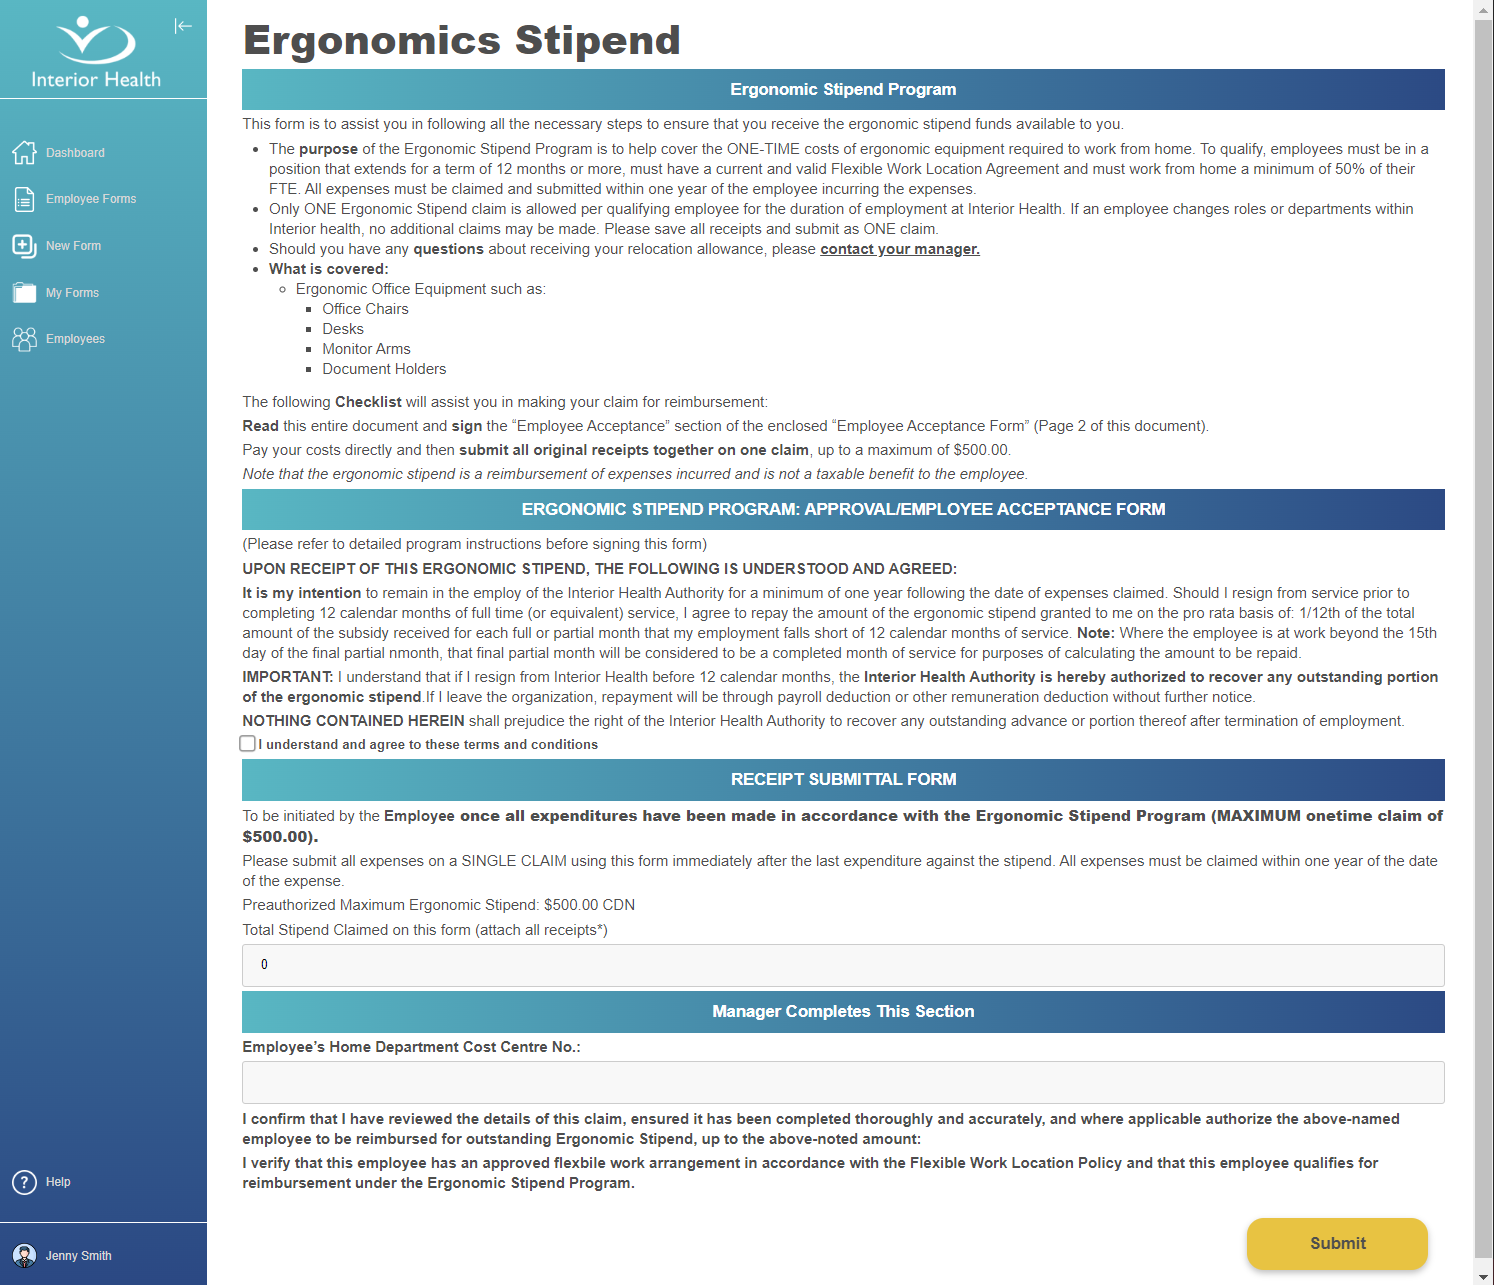 Interior Health
Dashboard
Employee Forms
New Form
My Forms
Employees
Help
Jenny Smith
Ergonomics Stipend
Ergonomic Stipend Program
This form is to assist you in following all the necessary steps to ensure that you receive the ergonomic stipend funds available to you.
The purpose of the Ergonomic Stipend Program is to help cover the ONE-TIME costs of ergonomic equipment required to work from home. To qualify, employees must be in a
position that extends for a term of 12 months or more, must have a current and valid Flexible Work Location Agreement and must work from home a minimum of 50% of their
FTE. All expenses must be claimed and submitted within one year of the employee incurring the expenses.
Only ONE Ergonomic Stipend claim is allowed per qualifying employee for the duration of employment at Interior Health. If an employee changes roles or departments within
Interior health, no additional claims may be made. Please save all receipts and submit as ONE claim.
Should you have any questions about receiving your relocation allowance, please contact your manager.
What is covered:
Ergonomic Office Equipment such as:
Office Chairs
Desks
Monitor Arms
Document Holders
The following Checklist will assist you in making your claim for reimbursement:
Read this entire document and sign the “Employee Acceptance” section of the enclosed “Employee Acceptance Form” (Page 2 of this document).
Pay your costs directly and then submit all original receipts together on one claim, up to a maximum of $500.00.
Note that the ergonomic stipend is a reimbursement of expenses incurred and is not a taxable benefit to the employee.
ERGONOMIC STIPEND PROGRAM: APPROVAL/EMPLOYEE ACCEPTANCE FORM
(Please refer to detailed program instructions before signing this form)
UPON RECEIPT OF THIS ERGONOMIC STIPEND, THE FOLLOWING IS UNDERSTOOD AND AGREED:
It is my intention to remain in the employ of the Interior Health Authority for a minimum of one year following the date of expenses claimed. Should I resign from service prior to
completing 12 calendar months of full time (or equivalent) service, I agree to repay the amount of the ergonomic stipend granted to me on the pro rata basis of: 1/12th of the total
amount of the subsidy received for each full or partial month that my employment falls short of 12 calendar months of service. Note: Where the employee is at work beyond the 15th
day of the final partial nmonth, that final partial month will be considered to be a completed month of service for purposes of calculating the amount to be repaid.
IMPORTANT: I understand that if I resign from Interior Health before 12 calendar months, the Interior Health Authority is hereby authorized to recover any outstanding portion
of the ergonomic stipend.If I leave the organization, repayment will be through payroll deduction or other remuneration deduction without further notice.
NOTHING CONTAINED HEREIN shall prejudice the right of the Interior Health Authority to recover any outstanding advance or portion thereof after termination of employment.
I understand and agree to these terms and conditions
RECEIPT SUBMITTAL FORM
To be initiated by the Employee once all expenditures have been made in accordance with the Ergonomic Stipend Program (MAXIMUM onetime claim of
$500.00).
Please submit all expenses on a SINGLE CLAIM using this form immediately after the last expenditure against the stipend. All expenses must be claimed within one year of the date
of the expense.
Preauthorized Maximum Ergonomic Stipend: $500.00 CDN
Total Stipend Claimed on this form (attach all receipts*)
0
Manager Completes This Section
Employee’s Home Department Cost Centre No.:
I confirm that I have reviewed the details of this claim, ensured it has been completed thoroughly and accurately, and where applicable authorize the above-named
employee to be reimbursed for outstanding Ergonomic Stipend, up to the above-noted amount:
I verify that this employee has an approved flexbile work arrangement in accordance with the Flexible Work Location Policy and that this employee qualifies for
reimbursement under the Ergonomic Stipend Program.
Submit